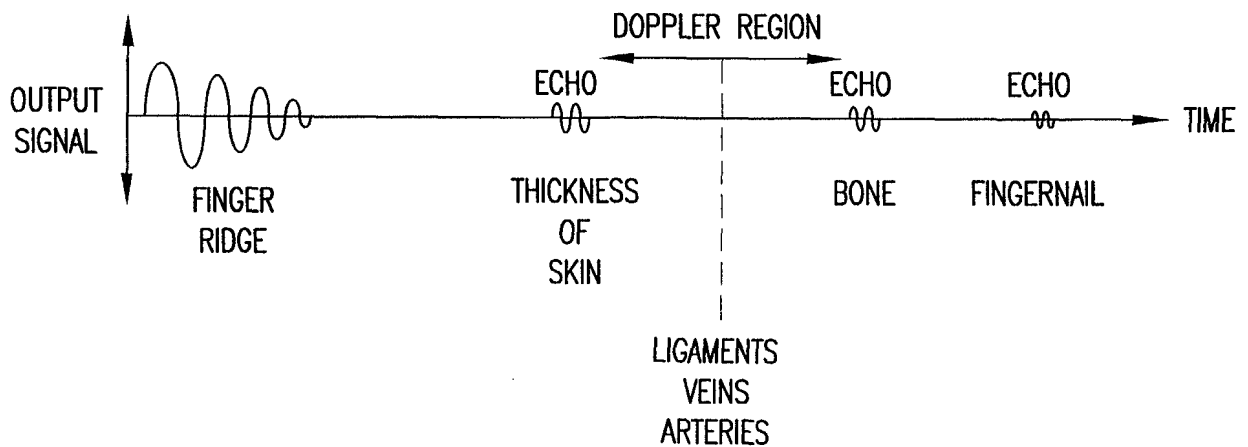 DOPPLER REGION
ECHO
ECHO
ECHO
OUTPUT
SIGNAL
TIME
FINGER
RIDGE
THICKNESS
OF
SKIN
BONE
FINGERNAIL
LIGAMENTS
VEINS
ARTERIES